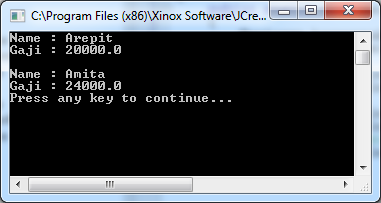 C:\Program Files (x86)\Xinox Software\JCre...
Name : Arepit
Gaji : 20000.0
Name : Amita
Gaji : 24000.0
Press any key to continue...